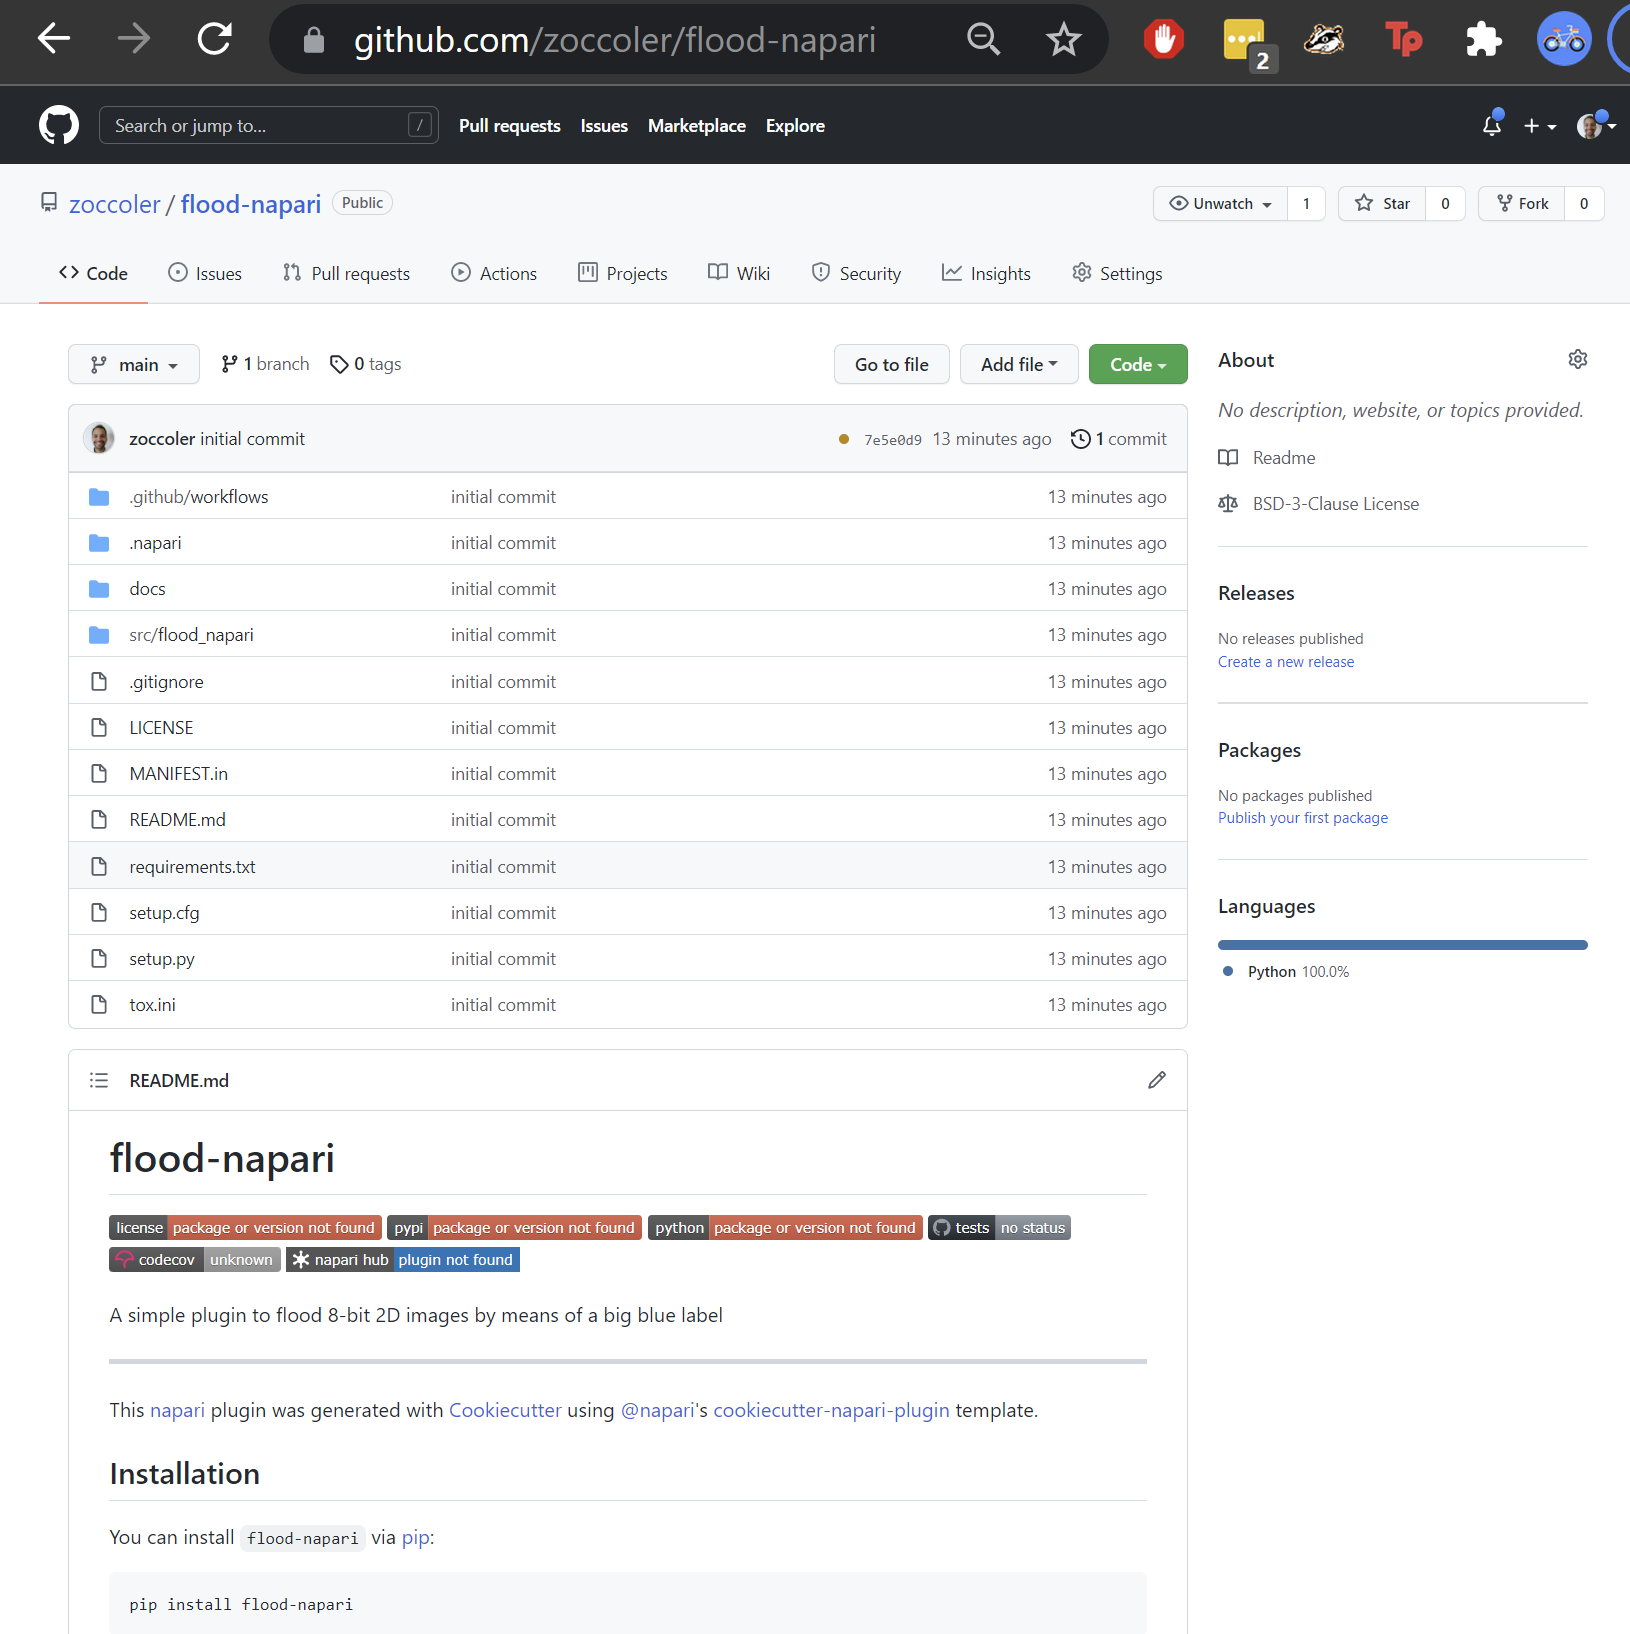 github.com/zoccoler/flood-napari
2
Tp
Search or jump to... /
Pull requests Issues Marketplace Explore
zoccoler / flood-napari Public
Unwatch 1 Star 0 Fork 0
Code Issues Pull requests Actions Projects Wiki Security Insights Settings
main 1 branch 0 tags Go to file Add file Code
zoccoler initial commit 7e5e0d9 13 minutes ago 1 commit
.github/workflows initial commit 13 minutes ago
.napari initial commit 13 minutes ago
docs initial commit 13 minutes ago
src/flood_napari initial commit 13 minutes ago
.gitignore initial commit 13 minutes ago
LICENSE initial commit 13 minutes ago
MANIFEST.in initial commit 13 minutes ago
README.md initial commit 13 minutes ago
requirements.txt initial commit 13 minutes ago
setup.cfg initial commit 13 minutes ago
setup.py initial commit 13 minutes ago
tox.ini initial commit 13 minutes ago
About
No description, website, or topics provided.
Readme
BSD-3-Clause License
Releases
No releases published
Create a new release
Packages
No packages published
Publish your first package
Languages
Python 100.0%
README.md
flood-napari
license package or version not found pypi package or version not found python package or version not found tests no status
codecov unknown napari hub plugin not found
A simple plugin to flood 8-bit 2D images by means of a big blue label
This napari plugin was generated with Cookiecutter using @napari's cookiecutter-napari-plugin template.
Installation
You can install flood-napari via pip:
pip install flood-napari